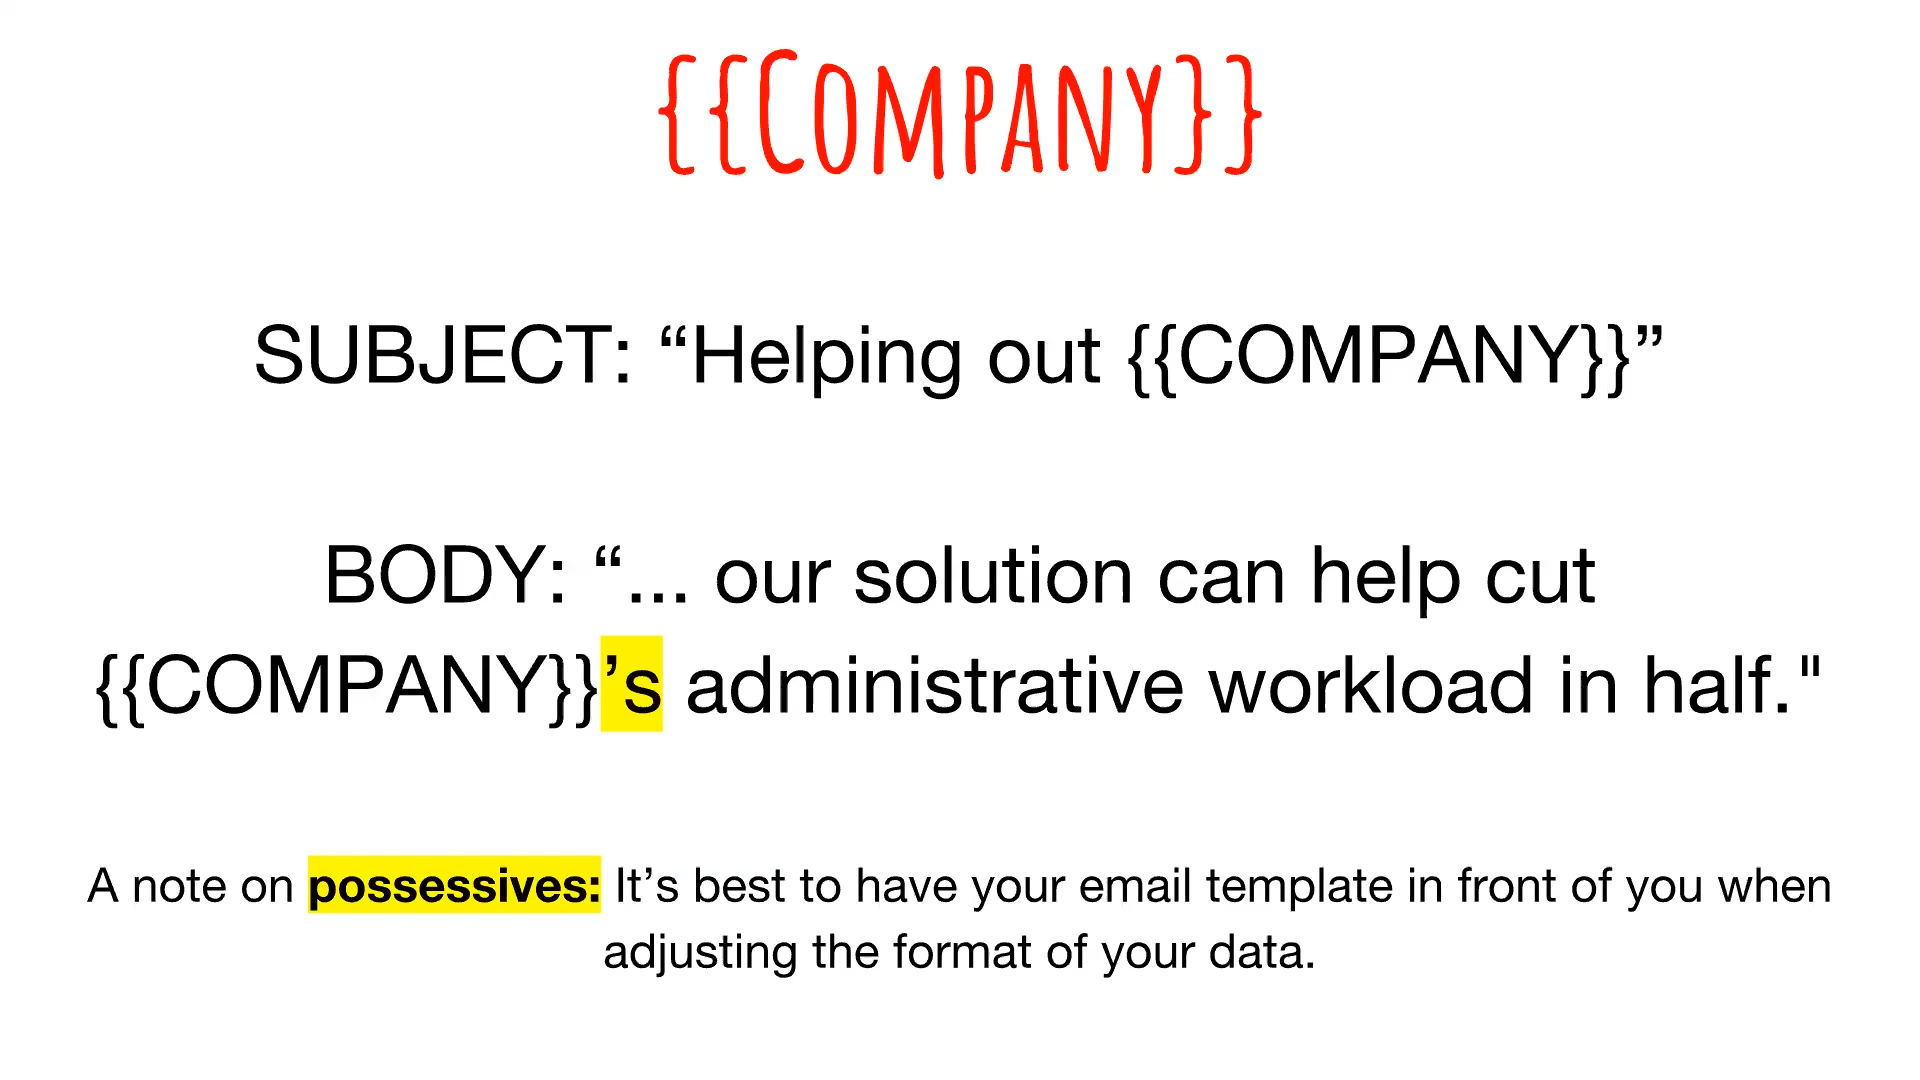 {{Company}}
SUBJECT: “Helping out {{COMPANY}}”
BODY: “... our solution can help cut
{{COMPANY}}’s administrative workload in half."
A note on possessives: It’s best to have your email template in front of you when
adjusting the format of your data.